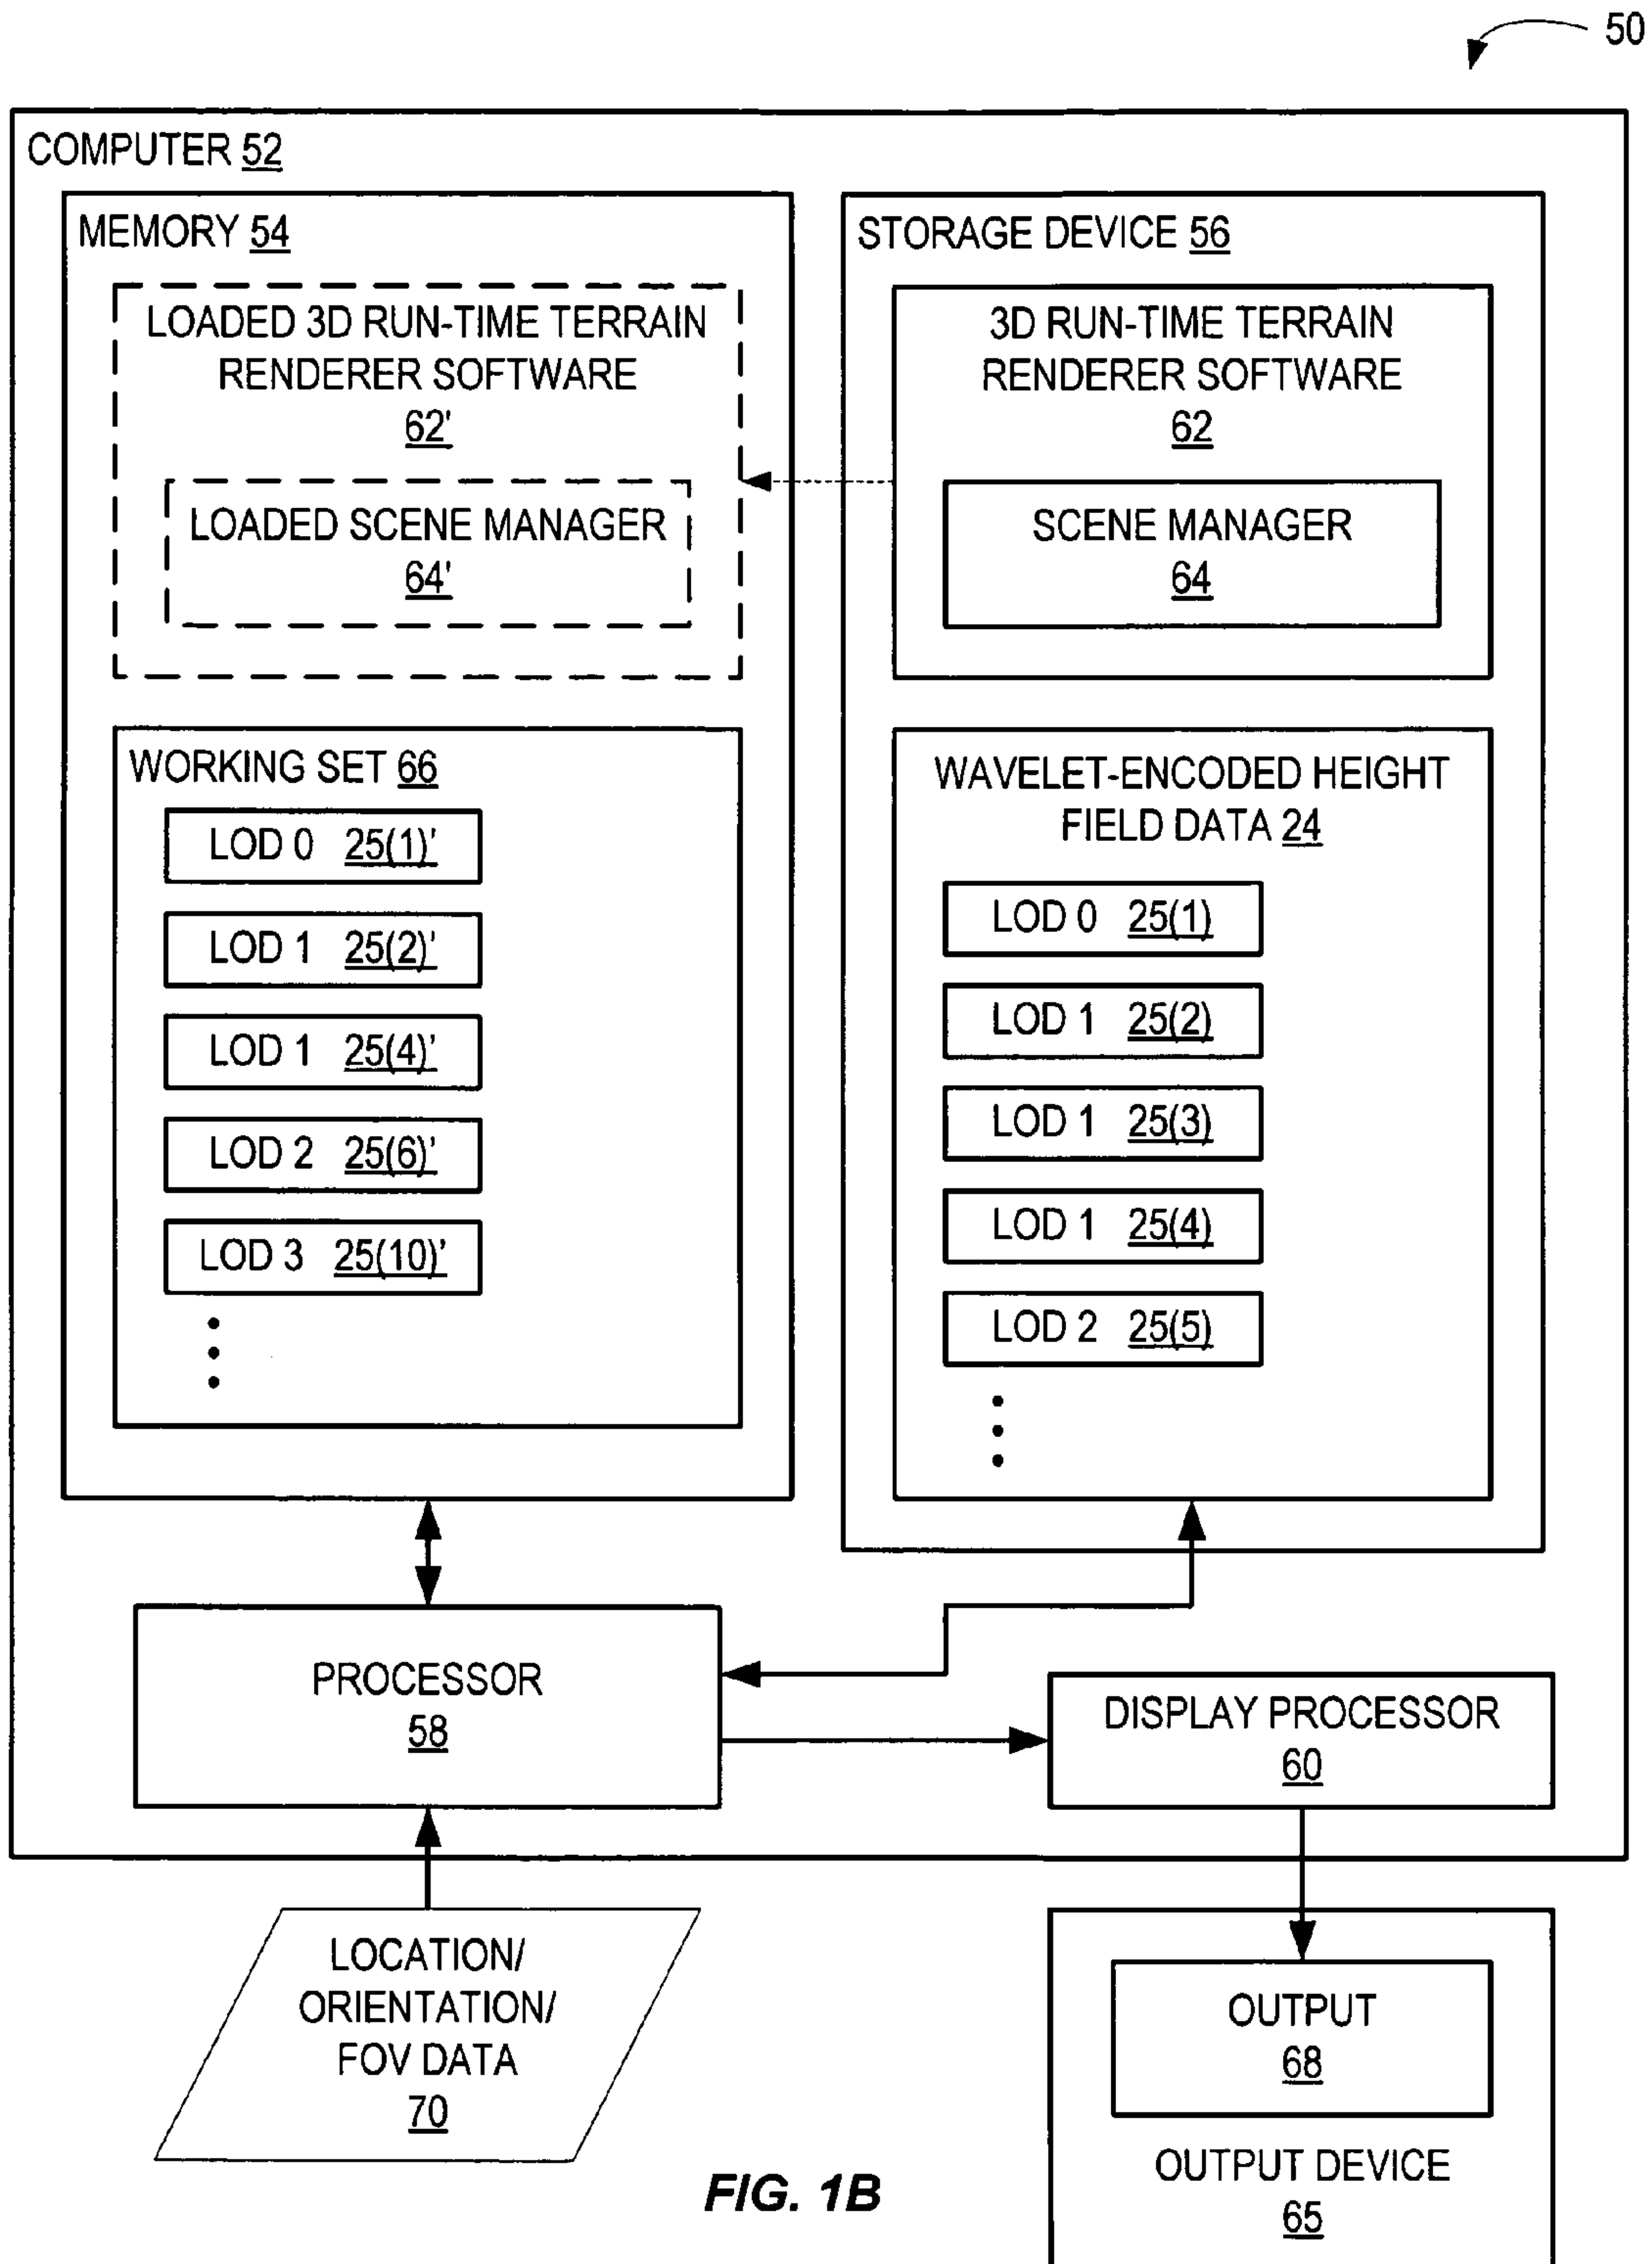 50
COMPUTER 52
MEMORY 54
LOADED 3D RUN-TIME TERRAIN
RENDERER SOFTWARE
62'
LOADED SCENE MANAGER
64'
WORKING SET 66
LOD 0 25(1)'
LOD 1 25(2)'
LOD 1 25(4)'
LOD 2 25(6)'
LOD 3 25(10)'
STORAGE DEVICE 56
3D RUN-TIME TERRAIN
RENDERER SOFTWARE
62
SCENE MANAGER
64
WAVELET-ENCODED HEIGHT
FIELD DATA 24
LOD 0 25(1)
LOD 1 25(2)
LOD 1 25(3)
LOD 1 25(4)
LOD 2 25(5)
PROCESSOR
58
DISPLAY PROCESSOR
60
LOCATION/
ORIENTATION/
FOV DATA
70
OUTPUT
68
OUTPUT DEVICE
65
FIG. 1B